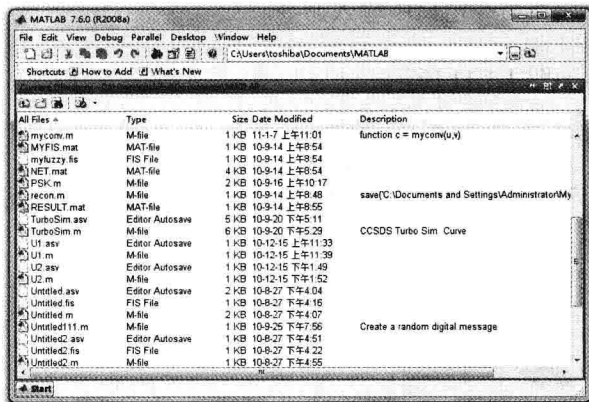 MATLAB 7.6.0 (R2008a)
File Edit View Debug Parallel Desktop Window Help
C:\Users\toshiba\Documents\MATLAB
Shortcuts How to Add What's New
All Files Type Size Date Modified Description
myconv.m M-file 1 KB 11-1-7 上午11:01 function c = myconv(u,v)
MYFIS.mat MAT-file 1 KB 10-9-14 上午8:54
myfuzzy.fis FIS File 1 KB 10-9-14 上午8:54
NET.mat MAT-file 4 KB 10-9-14 上午8:54
PSK.m M-file 2 KB 10-9-16 上午10:17
recon.m M-file 1 KB 10-9-14 上午8:48 save('C:\Documents and Settings\Administrator\My
RESULT.mat MAT-file 1 KB 10-9-14 上午8:55
TurboSim.asv Editor Autosave 5 KB 10-9-20 下午5:11
TurboSim.m M-file 6 KB 10-9-20 下午5:29 CCSDS Turbo Sim Curve
U1.asv Editor Autosave 1 KB 10-12-15 上午11:33
U1.m M-file 1 KB 10-12-15 上午11:39
U2.asv Editor Autosave 1 KB 10-12-15 下午1:49
U2.m M-file 1 KB 10-12-15 下午1:52
Untitled.asv Editor Autosave 2 KB 10-8-27 下午4:04
Untitled.fis FIS File 1 KB 10-8-27 下午4:16
Untitled.m M-file 2 KB 10-8-27 下午4:07
Untitled111.m M-file 1 KB 10-9-25 下午7:56 Create a random digital message
Untitled2.asv Editor Autosave 1 KB 10-8-27 下午4:51
Untitled2.fis FIS File 1 KB 10-8-27 下午4:22
Untitled2.m M-file 1 KB 10-8-27 下午4:55
Start